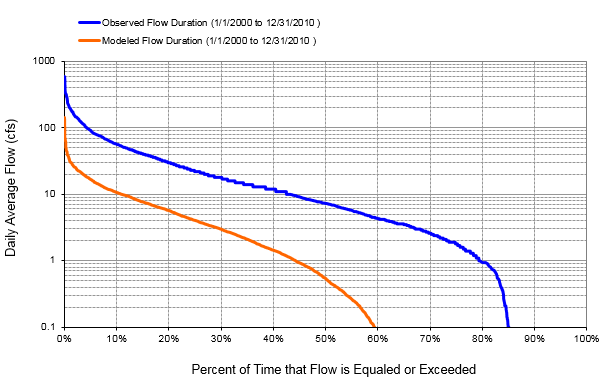 Observed Flow Duration (1/1/2000 to 12/31/2010 )
Modeled Flow Duration (1/1/2000 to 12/31/2010 )
1000
100
10
1
0.1
Daily Average Flow (cfs)
0% 10% 20% 30% 40% 50% 60% 70% 80% 90% 100%
Percent of Time that Flow is Equaled or Exceeded